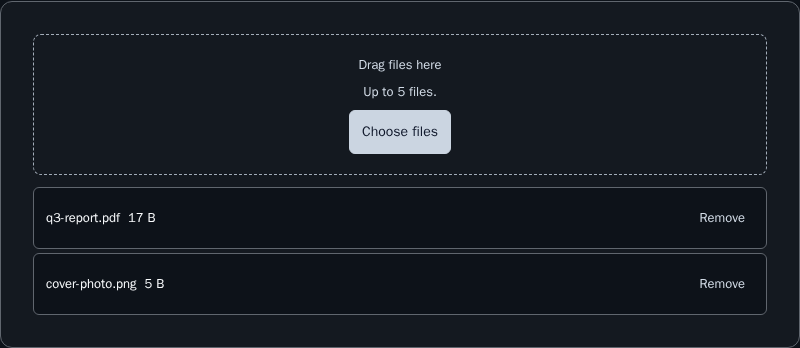 Drag files here
Up to 5 files.
Choose files
q3-report.pdf 17 B Remove
cover-photo.png 5 B Remove